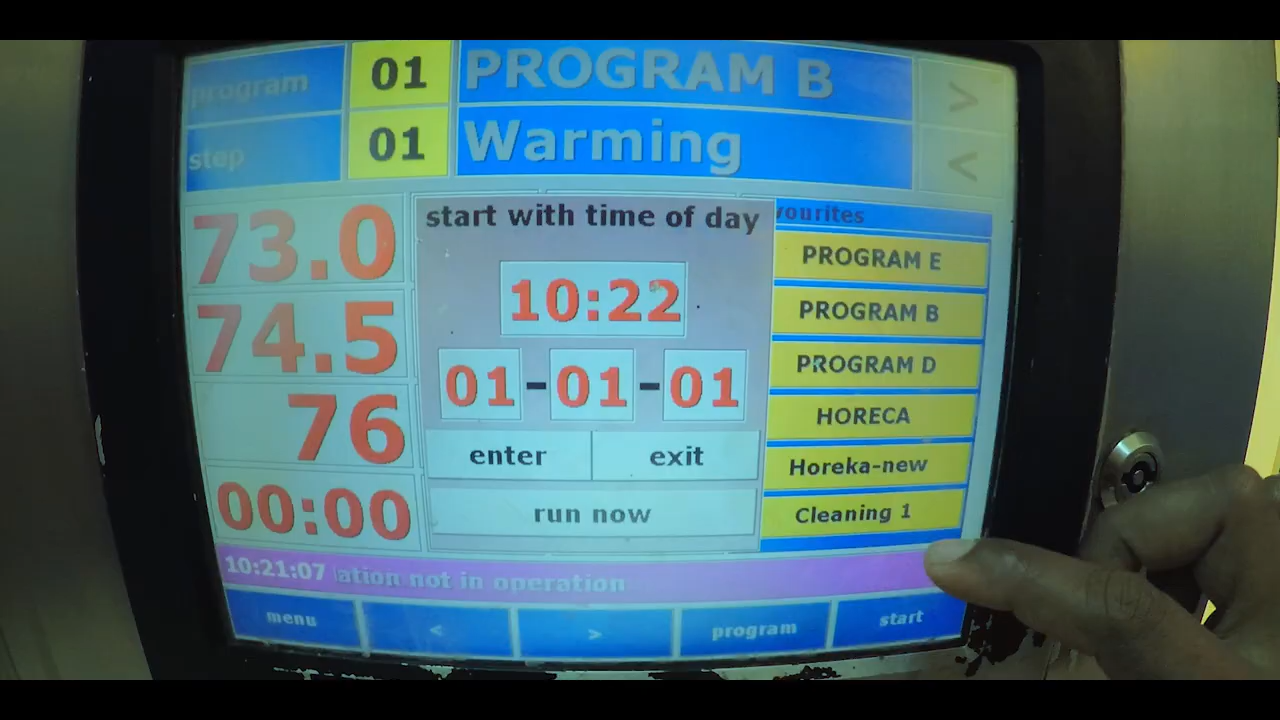 program 01 PROGRAM B >
step 01 Warming <
73.0
74.5
76
00:00
start with time of day
10:22
01-01-01
enter exit
run now
vourites
PROGRAM E
PROGRAM B
PROGRAM D
HORECA
Horeka-new
Cleaning 1
10:21:07 ation not in operation
menu < > program start